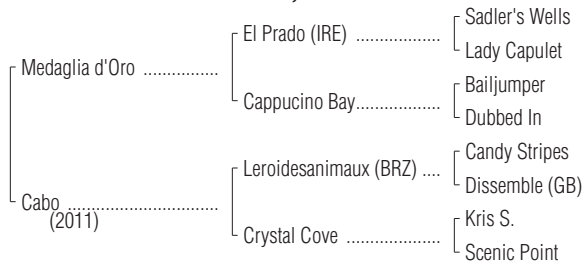 Sadler's Wells
El Prado (IRE) ..................
Lady Capulet
Medaglia d'Oro ................
Bailjumper
Cappucino Bay..................
Dubbed In
Candy Stripes
Leroidesanimaux (BRZ) ....
Dissemble (GB)
Cabo ................................
(2011)
Kris S.
Crystal Cove ....................
Scenic Point